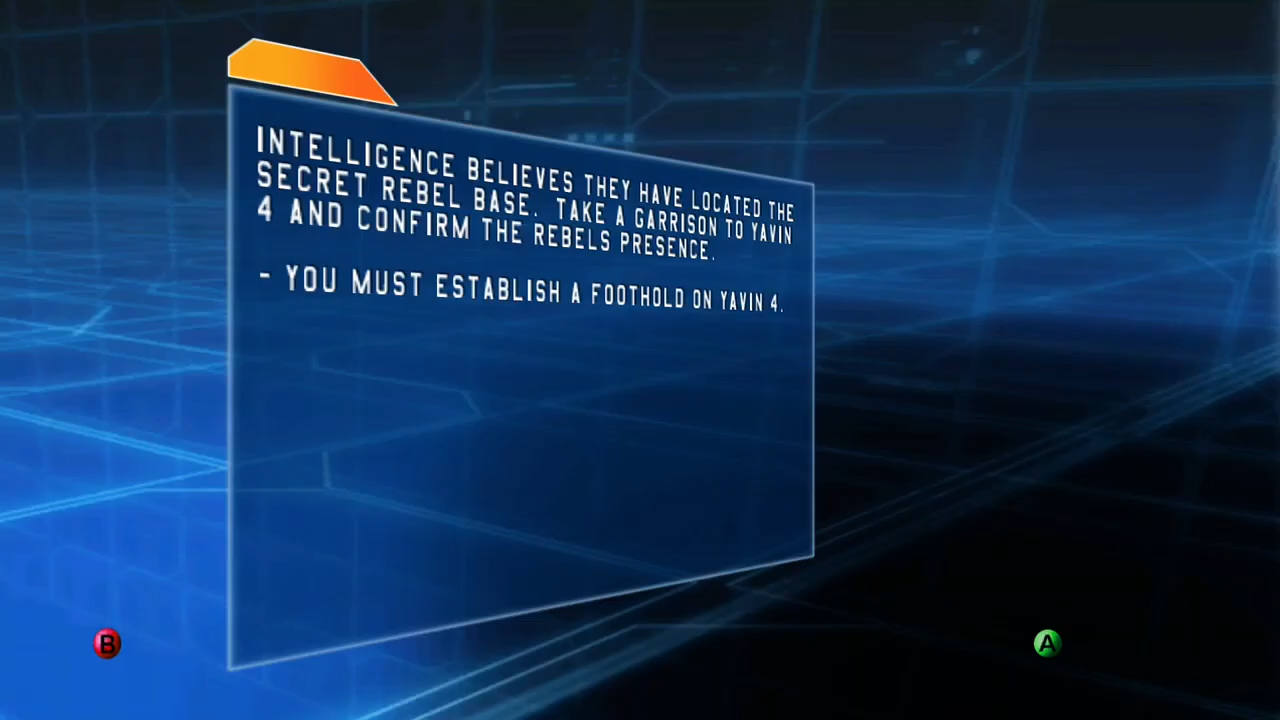 INTELLIGENCE BELIEVES THEY HAVE LOCATED THE
SECRET REBEL BASE. TAKE A GARRISON TO YAVIN
4 AND CONFIRM THE REBELS PRESENCE.
- YOU MUST ESTABLISH A FOOTHOLD ON YAVIN 4.
B
A